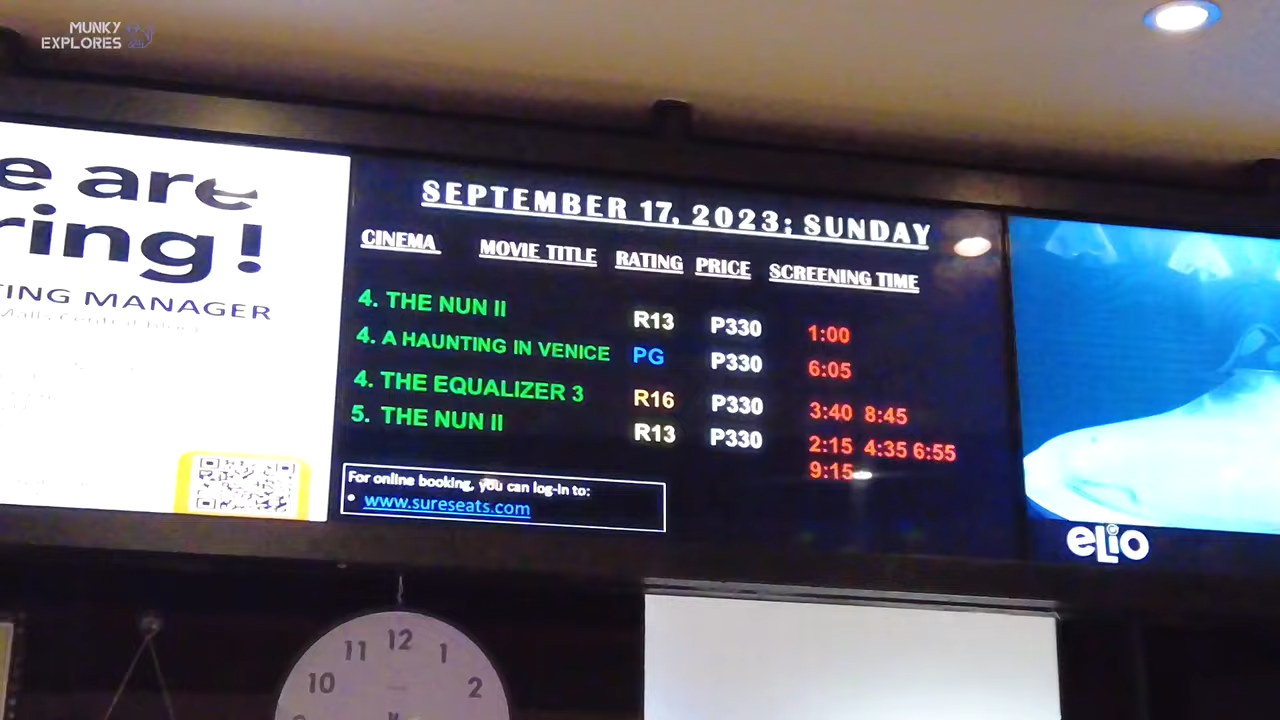 MUNKY
EXPLORES
e are
ring!
TING MANAGER
SEPTEMBER 17, 2023; SUNDAY
CINEMA MOVIE TITLE RATING PRICE SCREENING TIME
4. THE NUN II R13 P330 1:00
4. A HAUNTING IN VENICE PG P330 6:05
4. THE EQUALIZER 3 R16 P330 3:40 8:45
5. THE NUN II R13 P330 2:15 4:35 6:55
9:15
For online booking, you can log-in to:
• www.sureseats.com
eLiO
12
11 1
10 2